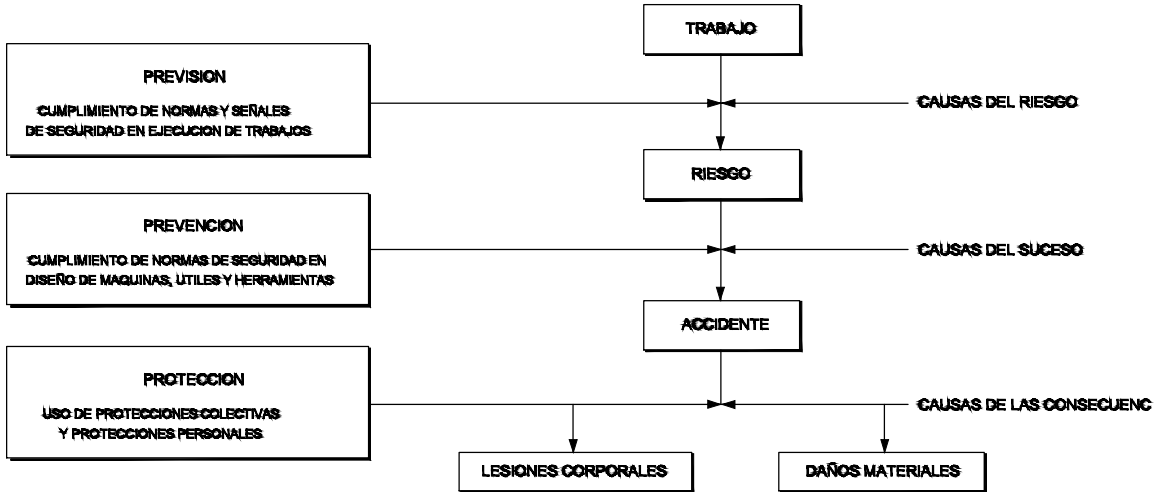 TRABAJO
PREVISION
CUMPLIMIENTO DE NORMAS Y SEÑALES
DE SEGURIDAD EN EJECUCION DE TRABAJOS
CAUSAS DEL RIESGO
RIESGO
PREVENCION
CUMPLIMIENTO DE NORMAS DE SEGURIDAD EN
DISEÑO DE MAQUINAS, UTILES Y HERRAMIENTAS
CAUSAS DEL SUCESO
ACCIDENTE
PROTECCION
USO DE PROTECCIONES COLECTIVAS
Y PROTECCIONES PERSONALES
CAUSAS DE LAS CONSECUENC
LESIONES CORPORALES
DAÑOS MATERIALES